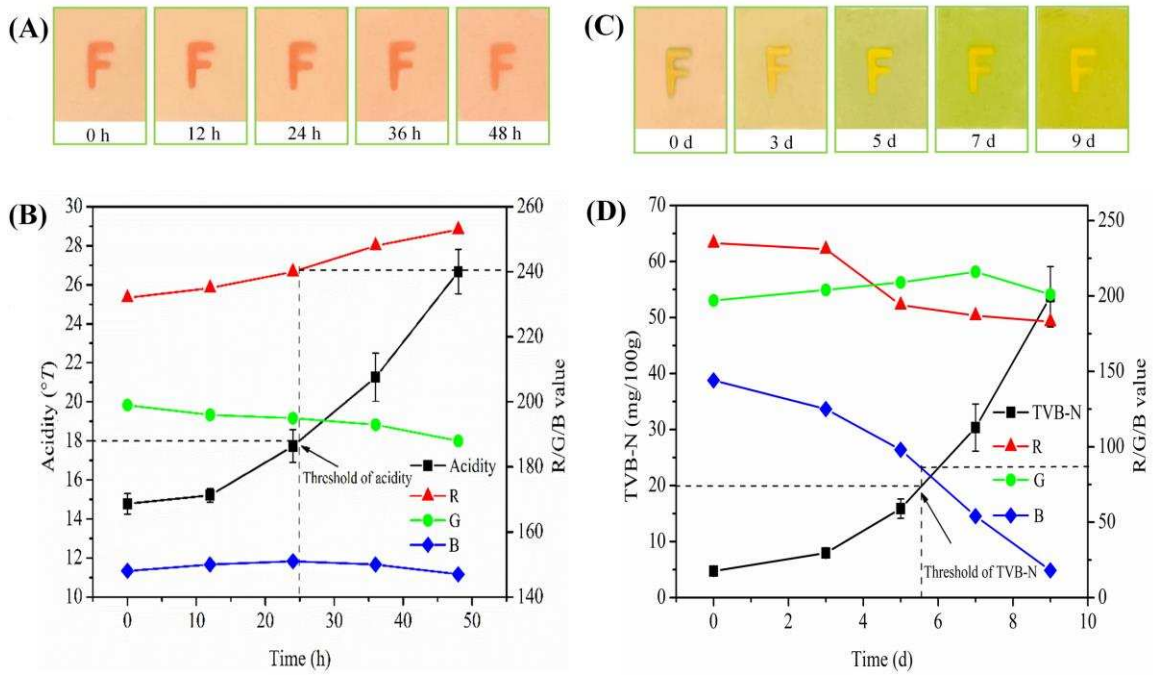 (A)
F F F F F
0 h 12 h 24 h 36 h 48 h
(C)
F F F F F
0 d 3 d 5 d 7 d 9 d
(B)
30
28
26
24
22
20
18
16
14
12
10
Acidity (°T)
260
240
220
200
180
160
140
R/G/B value
Threshold of acidity
Acidity
R
G
B
0 10 20 30 40 50
Time (h)
(D)
70
60
50
40
30
20
10
0
TVB-N (mg/100g)
250
200
150
100
50
0
R/G/B value
TVB-N
R
G
B
Threshold of TVB-N
0 2 4 6 8 10
Time (d)